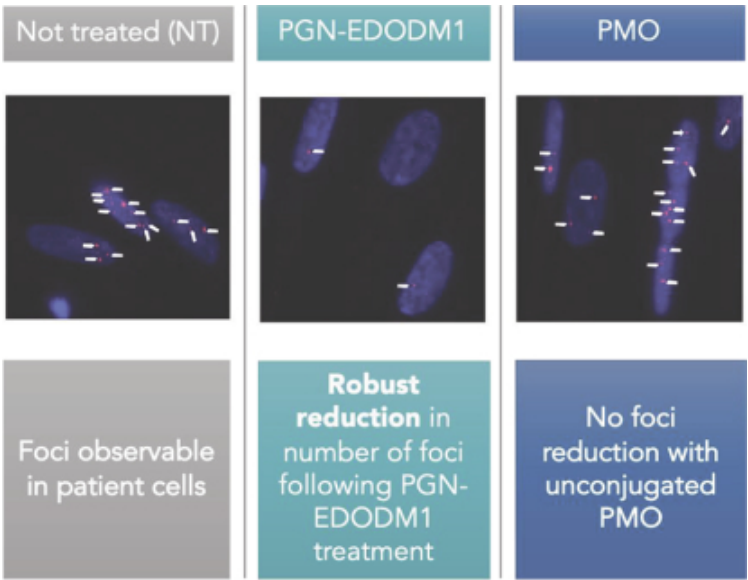 Not treated (NT)
PGN-EDODM1
PMO
Foci observable
in patient cells
Robust
reduction in
number of foci
following PGN-
EDODM1
treatment
No foci
reduction with
unconjugated
PMO